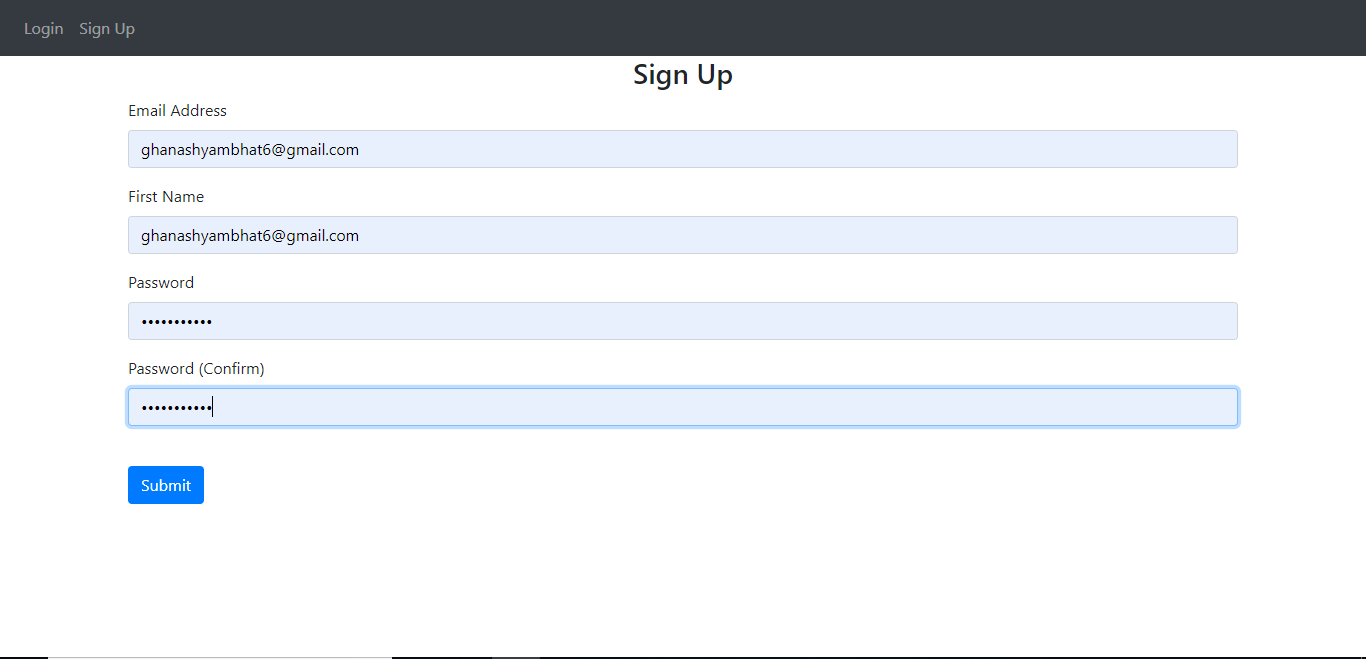 Login Sign Up
Sign Up
Email Address
ghanashyambhat6@gmail.com
First Name
ghanashyambhat6@gmail.com
Password
•••••••••••
Password (Confirm)
•••••••••••
Submit